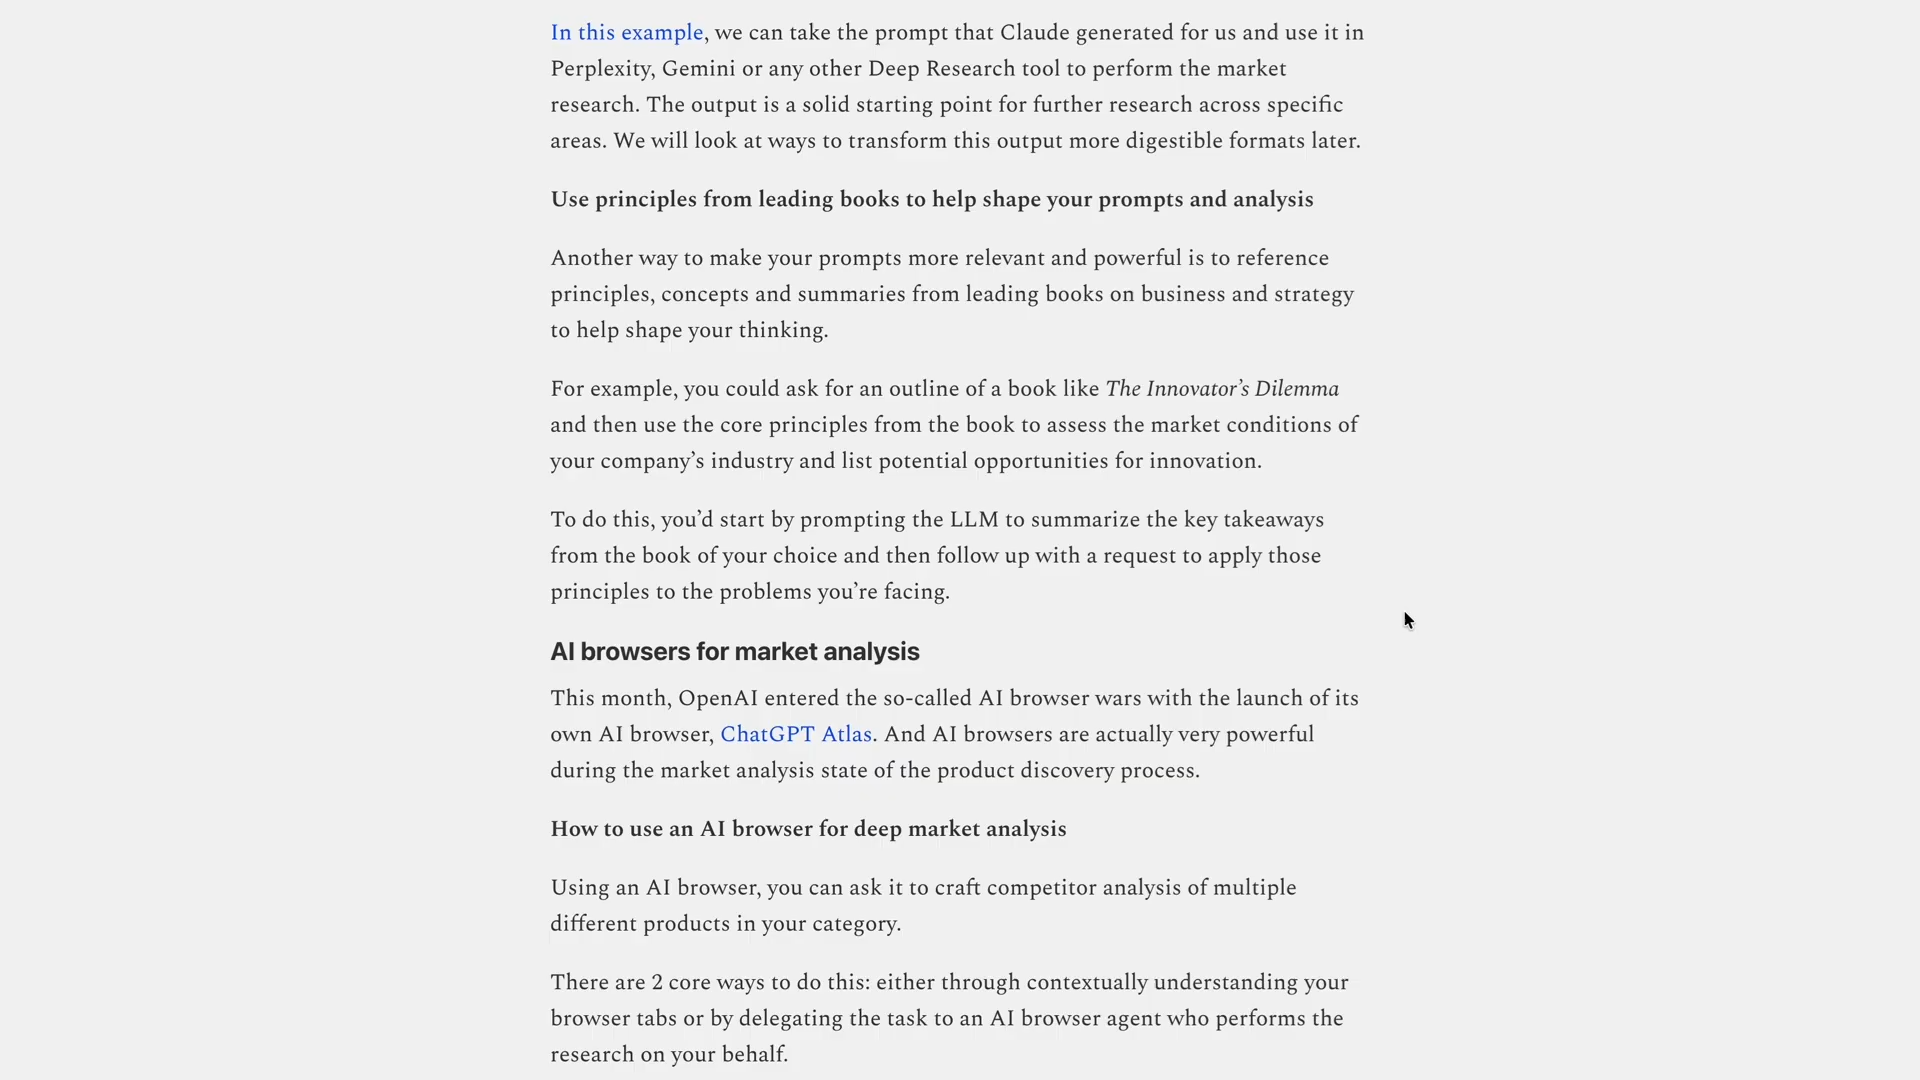 In this example, we can take the prompt that Claude generated for us and use it in
Perplexity, Gemini or any other Deep Research tool to perform the market
research. The output is a solid starting point for further research across specific
areas. We will look at ways to transform this output more digestible formats later.
Use principles from leading books to help shape your prompts and analysis
Another way to make your prompts more relevant and powerful is to reference
principles, concepts and summaries from leading books on business and strategy
to help shape your thinking.
For example, you could ask for an outline of a book like The Innovator’s Dilemma
and then use the core principles from the book to assess the market conditions of
your company’s industry and list potential opportunities for innovation.
To do this, you’d start by prompting the LLM to summarize the key takeaways
from the book of your choice and then follow up with a request to apply those
principles to the problems you’re facing.
AI browsers for market analysis
This month, OpenAI entered the so-called AI browser wars with the launch of its
own AI browser, ChatGPT Atlas. And AI browsers are actually very powerful
during the market analysis state of the product discovery process.
How to use an AI browser for deep market analysis
Using an AI browser, you can ask it to craft competitor analysis of multiple
different products in your category.
There are 2 core ways to do this: either through contextually understanding your
browser tabs or by delegating the task to an AI browser agent who performs the
research on your behalf.